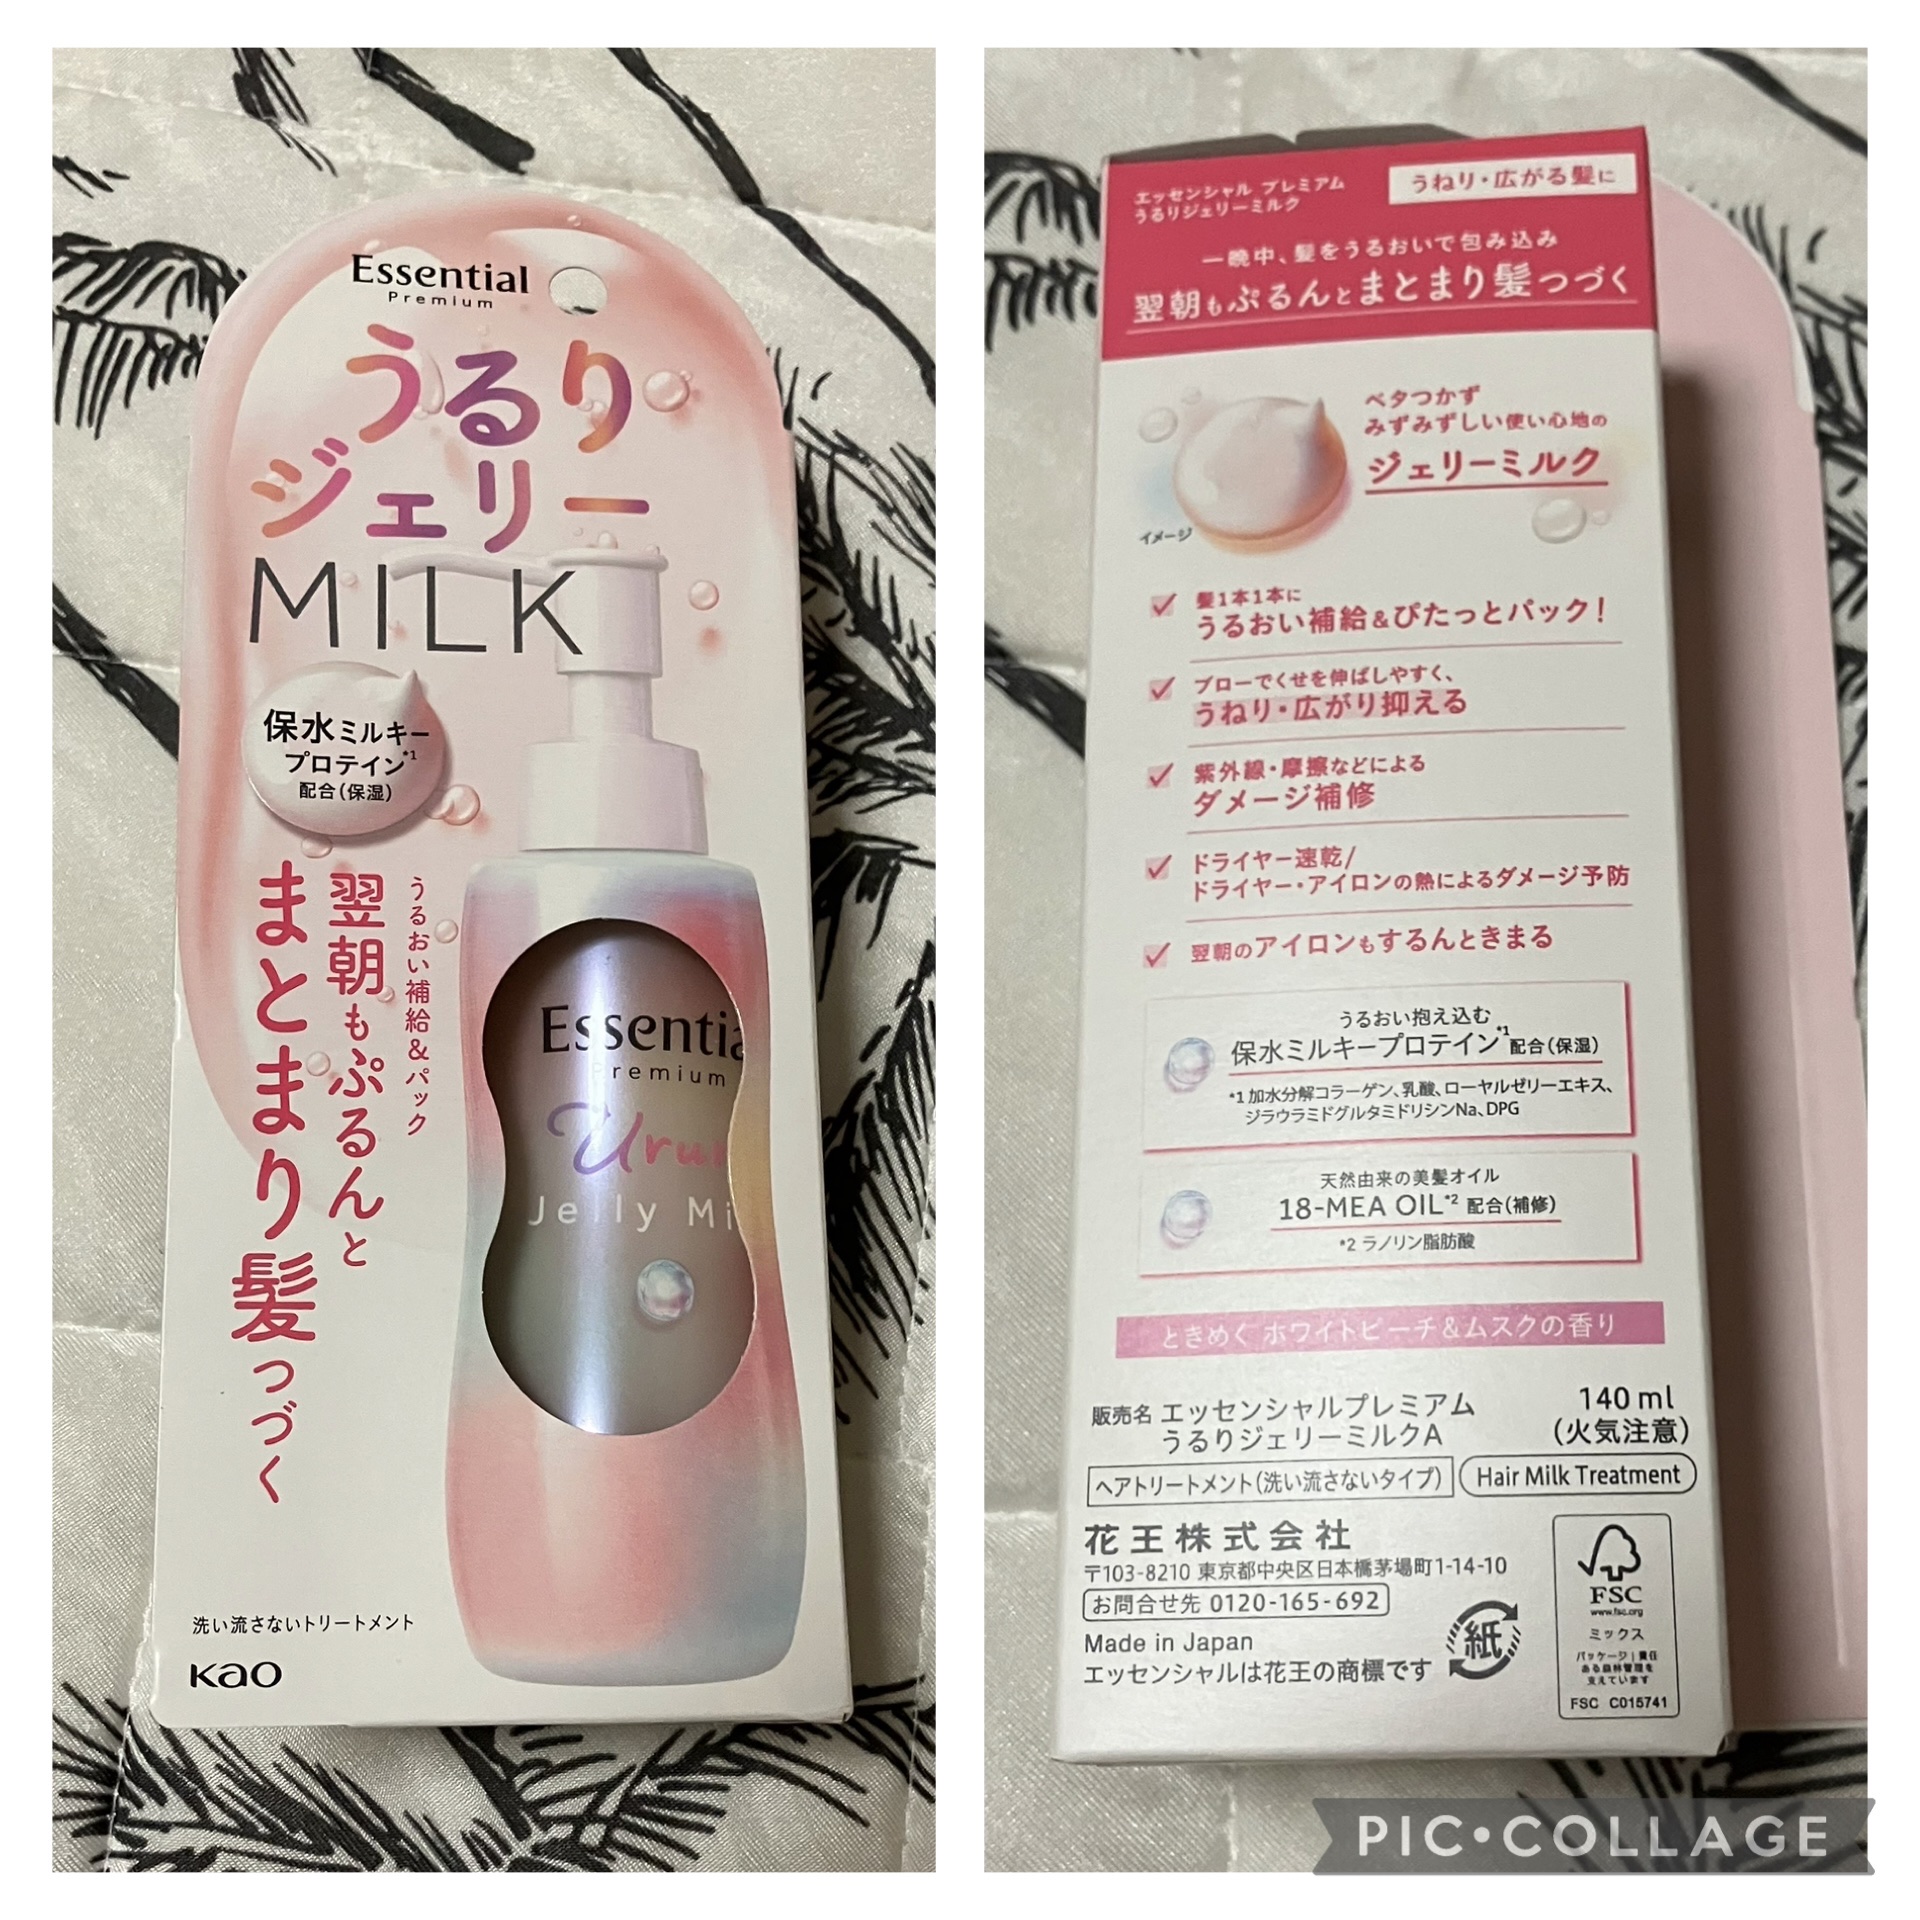 Essential
Premium
うるり
ジェリー
MILK
保水ミルキー
プロテイン*1
配合(保湿)
うるおい補給&パック
翌朝もぷるんと
まとまり髪つづく
Essentia
Premium
Urur
Jelly Mi
洗い流さないトリートメント
Kao
エッセンシャル プレミアム
うるりジェリーミルク
うねり・広がる髪に
一晩中、髪をうるおいで包み込み
翌朝もぷるんとまとまり髪つづく
ベタつかず
みずみずしい使い心地の
ジェリーミルク
イメージ
髪1本1本に
うるおい補給&ぴたっとパック!
ブローでくせを伸ばしやすく、
うねり・広がり抑える
紫外線・摩擦などによる
ダメージ補修
ドライヤー速乾/
ドライヤー・アイロンの熱によるダメージ予防
翌朝のアイロンもするんときまる
うるおい抱え込む
保水ミルキープロテイン*1配合(保湿)
*1 加水分解コラーゲン、乳酸、ローヤルゼリーエキス、
ジラウラミドグルタミドリシンNa、DPG
天然由来の美髪オイル
18-MEA OIL*2 配合(補修)
*2 ラノリン脂肪酸
ときめく ホワイトピーチ&ムスクの香り
販売名 エッセンシャルプレミアム
うるりジェリーミルクA
140 ml
(火気注意)
ヘアトリートメント(洗い流さないタイプ)
Hair Milk Treatment
花王株式会社
〒103-8210 東京都中央区日本橋茅場町1-14-10
お問合せ先 0120-165-692
Made in Japan
エッセンシャルは花王の商標です
紙
FSC
www.fsc.org
ミックス
パッケージ|責任
ある森林管理を
支えています
FSC C015741
PIC•COLLAGE